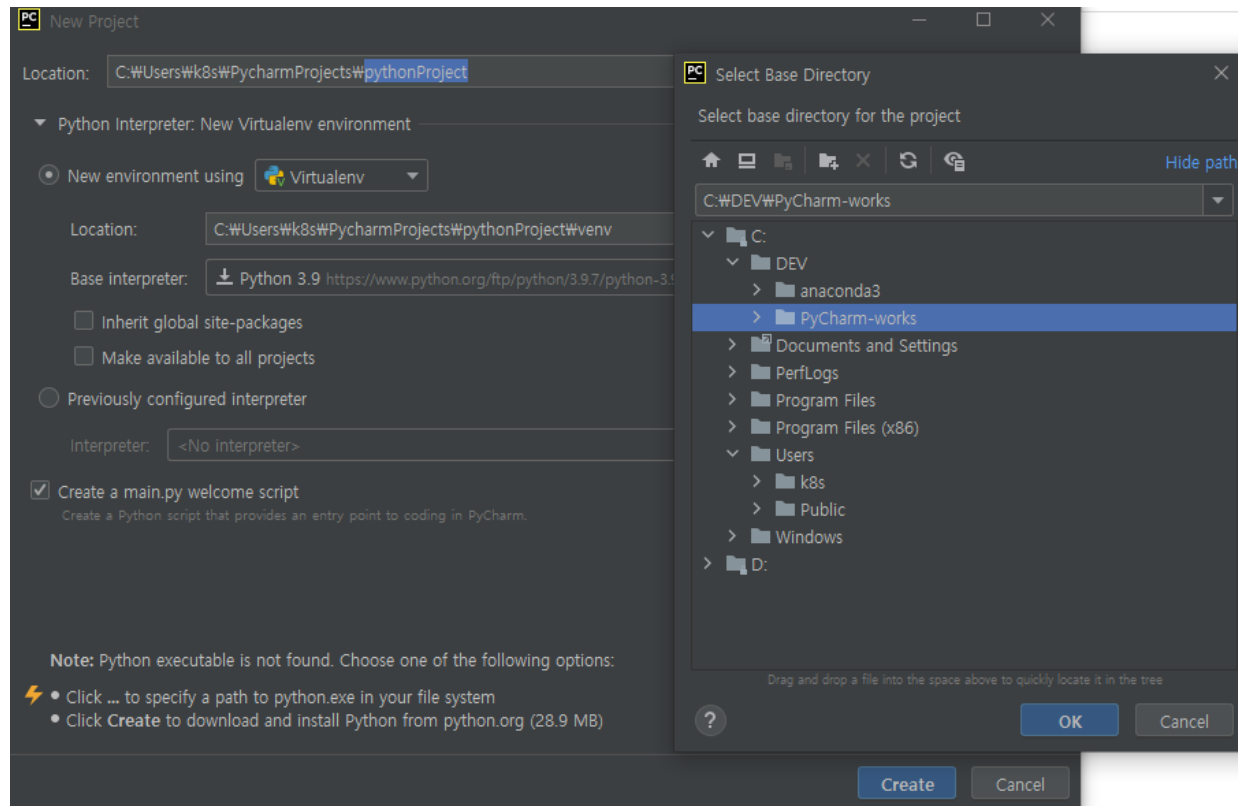 New Project
Location: C:₩Users₩k8s₩PycharmProjects₩pythonProject
Python Interpreter: New Virtualenv environment
New environment using Virtualenv
Location: C:₩Users₩k8s₩PycharmProjects₩pythonProject₩venv
Base interpreter: Python 3.9 https://www.python.org/ftp/python/3.9.7/python-3.9
Inherit global site-packages
Make available to all projects
Previously configured interpreter
Interpreter: <No interpreter>
Create a main.py welcome script
Create a Python script that provides an entry point to coding in PyCharm.
Note: Python executable is not found. Choose one of the following options:
• Click ... to specify a path to python.exe in your file system
• Click Create to download and install Python from python.org (28.9 MB)
Create Cancel
PC Select Base Directory
Select base directory for the project
Hide path
C:₩DEV₩PyCharm-works
C:
DEV
anaconda3
PyCharm-works
Documents and Settings
PerfLogs
Program Files
Program Files (x86)
Users
k8s
Public
Windows
D:
Drag and drop a file into the space above to quickly locate it in the tree
? OK Cancel